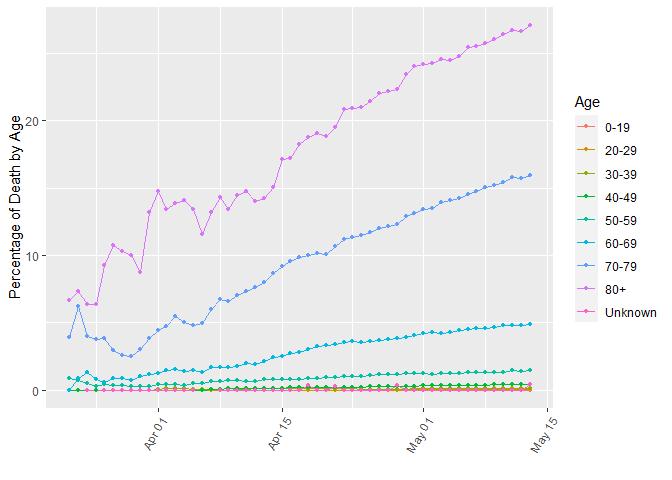 Percentage of Death by Age
20
10
0
Apr 01
Apr 15
May 01
May 15
Age
0-19
20-29
30-39
40-49
50-59
60-69
70-79
80+
Unknown